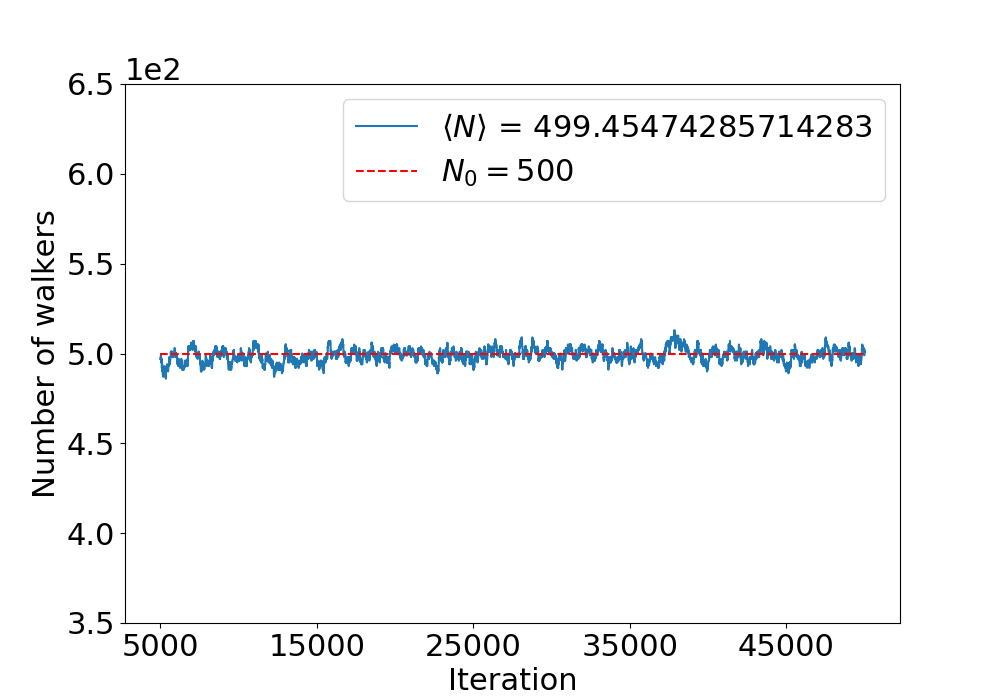 1e2
⟨N⟩ = 499.45474285714283
N₀ = 500
6.5
6.0
5.5
5.0
4.5
4.0
3.5
Number of walkers
5000 15000 25000 35000 45000
Iteration